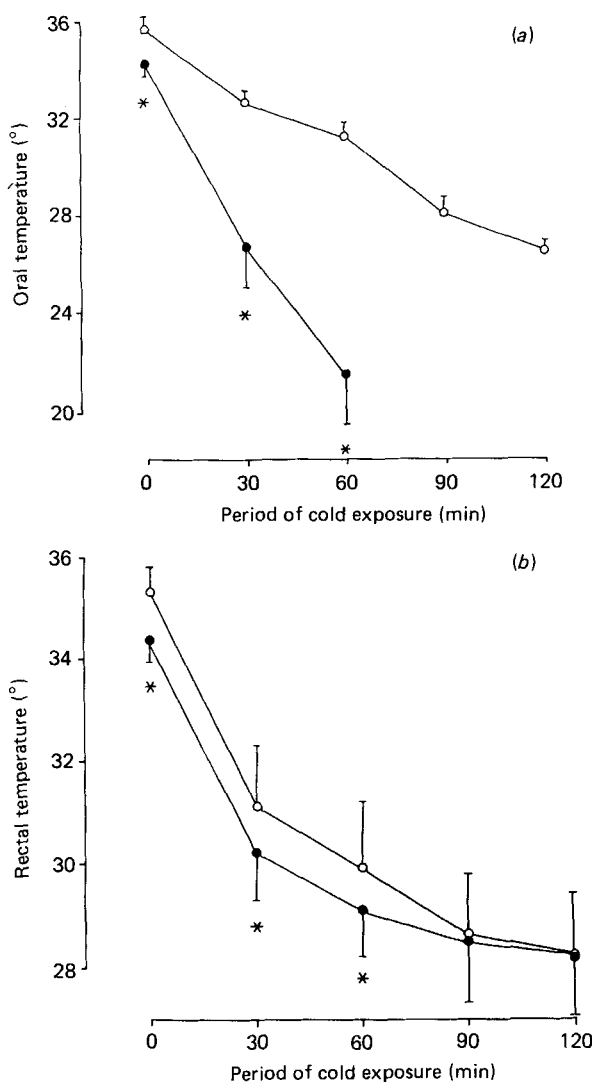 (a)
36
32
28
24
20
Oral temperature (°)
*
*
*
0 30 60 90 120
Period of cold exposure (min)
(b)
36
34
32
30
28
Rectal temperature (°)
*
*
*
0 30 60 90 120
Period of cold exposure (min)